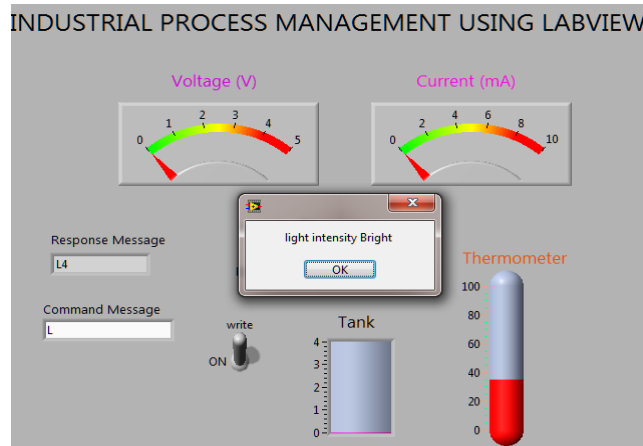 INDUSTRIAL PROCESS MANAGEMENT USING LABVIEW
Voltage (V)
Current (mA)
0 1 2 3 4 5
0 2 4 6 8 10
light intensity Bright
OK
Response Message
L4
Thermometer
Command Message
L
write
ON
Tank
4
3
2
1
0
100
80
60
40
20
0